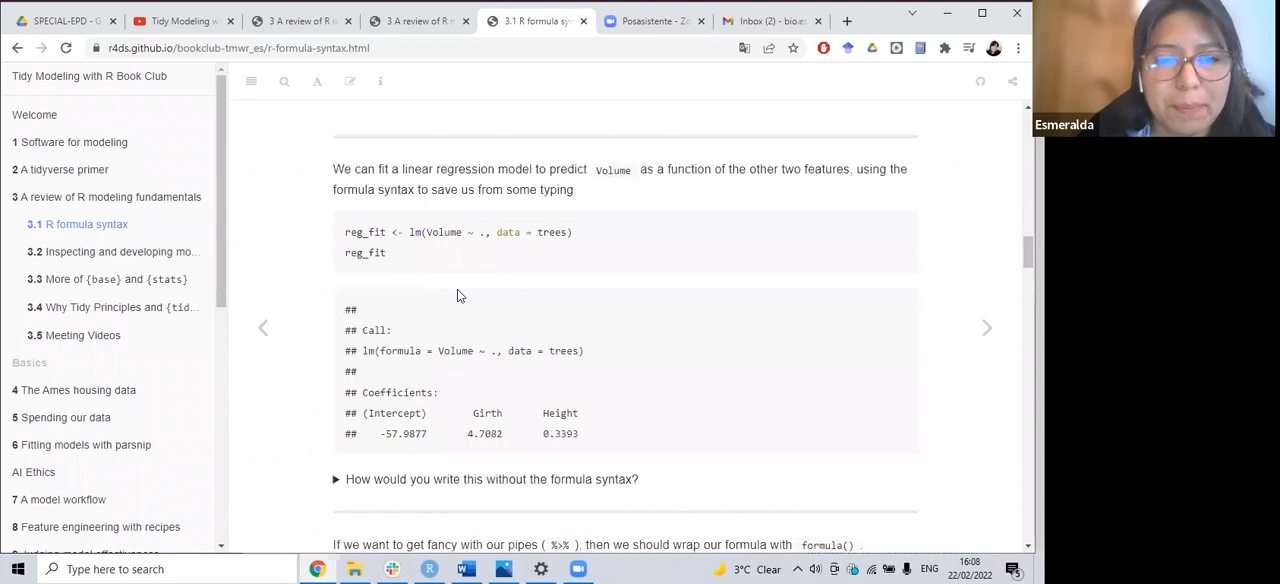 SPECIAL-EPD - G
Tidy Modeling w
3 A review of R m
3 A review of R m
3.1 R formula syn
Posasistente - Zo
Inbox (2) - bio.es
r4ds.github.io/bookclub-tmwr_es/r-formula-syntax.html
Tidy Modeling with R Book Club
Welcome
1 Software for modeling
2 A tidyverse primer
3 A review of R modeling fundamentals
3.1 R formula syntax
3.2 Inspecting and developing mo...
3.3 More of {base} and {stats}
3.4 Why Tidy Principles and {tid...
3.5 Meeting Videos
Basics
4 The Ames housing data
5 Spending our data
6 Fitting models with parsnip
AI Ethics
7 A model workflow
8 Feature engineering with recipes
9 Judging model effectiveness
We can fit a linear regression model to predict Volume as a function of the other two features, using the
formula syntax to save us from some typing.
reg_fit <- lm(Volume ~ ., data = trees)
reg_fit
##
## Call:
## lm(formula = Volume ~ ., data = trees)
##
## Coefficients:
## (Intercept) Girth Height
## -57.9877 4.7082 0.3393
How would you write this without the formula syntax?
If we want to get fancy with our pipes ( %>% ), then we should wrap our formula with formula() .
Esmeralda
Type here to search
3°C Clear
ENG
16:08
22/02/2022
5